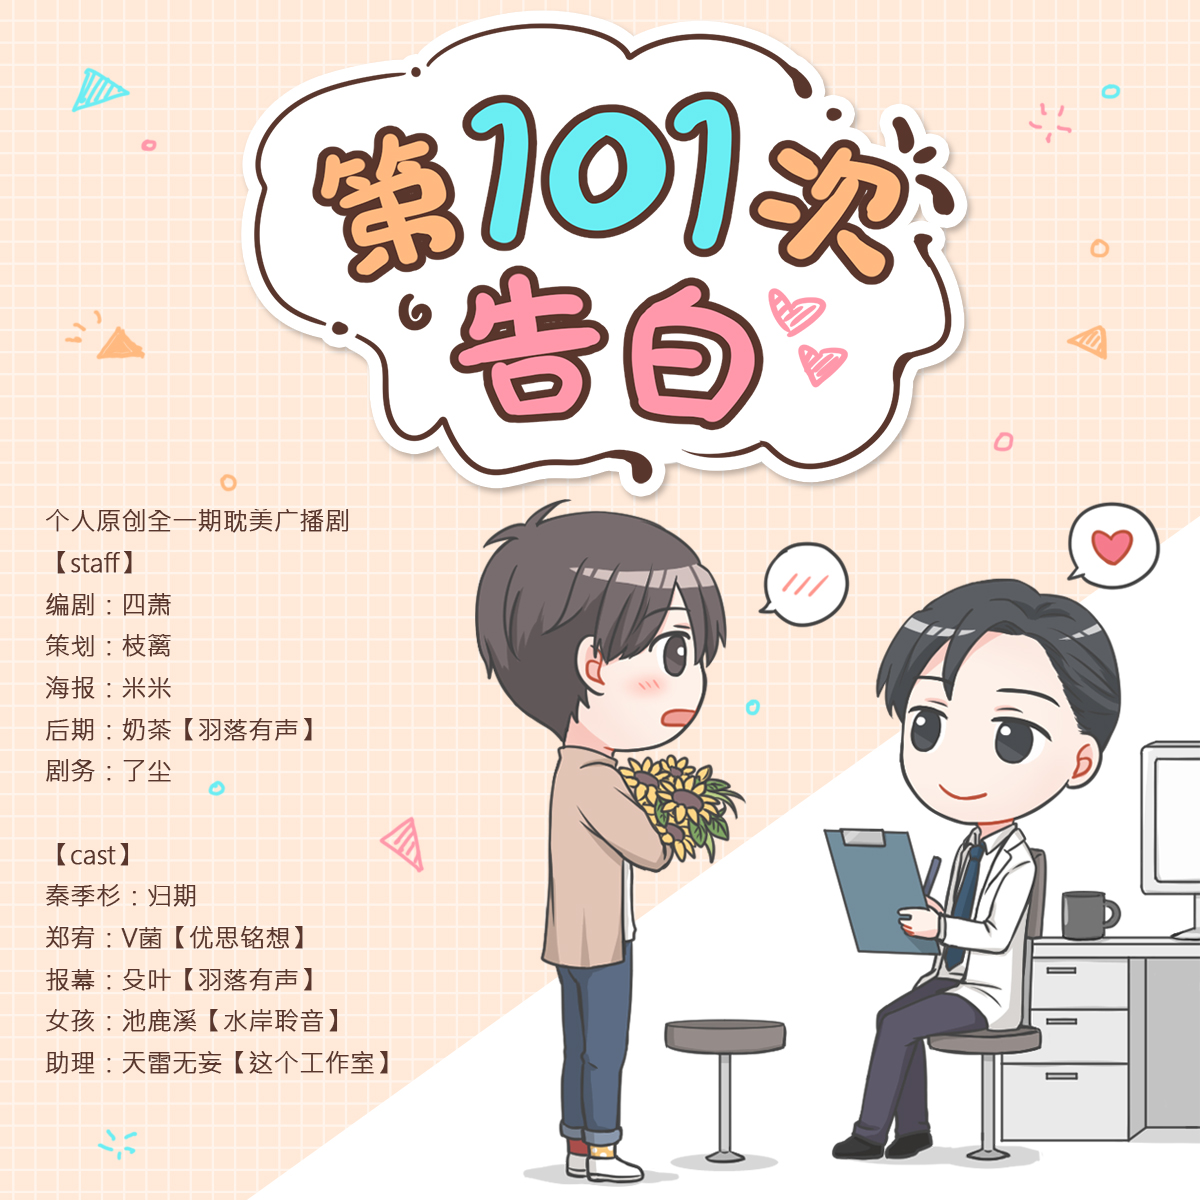 第101次
告白
个人原创全一期耽美广播剧
【staff】
编剧：四萧
策划：枝篱
海报：米米
后期：奶茶【羽落有声】
剧务：了尘
【cast】
秦季杉：归期
郑宥：V菌【优思铭想】
报幕：殳叶【羽落有声】
女孩：池鹿溪【水岸聆音】
助理：天雷无妄【这个工作室】